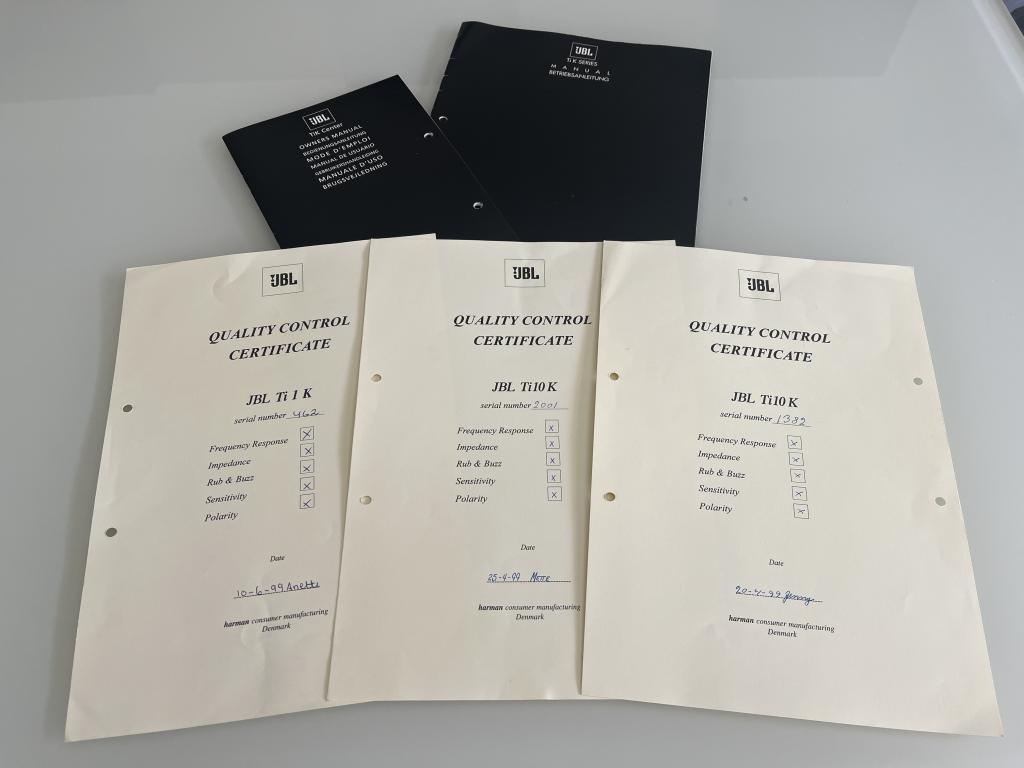 JBL
Ti K SERIES
MANUAL
BETRIEBSANLEITUNG
JBL
TiK Center
OWNERS MANUAL
BEDIENUNGSANLEITUNG
MODE D'EMPLOI
MANUAL DE USUARIO
GEBRUIKERSHANDLEIDING
MANUALE D'USO
BRUGSVEJLEDNING
JBL
QUALITY CONTROL
CERTIFICATE
JBL Ti 1 K
serial number 462
Frequency Response X
Impedance X
Rub & Buzz X
Sensitivity X
Polarity X
Date
10-6-99 Anette
harman consumer manufacturing
Denmark
JBL
QUALITY CONTROL
CERTIFICATE
JBL Ti10 K
serial number 2001
Frequency Response X
Impedance X
Rub & Buzz X
Sensitivity X
Polarity X
Date
25-4-99 Mette
harman consumer manufacturing
Denmark
JBL
QUALITY CONTROL
CERTIFICATE
JBL Ti10 K
serial number 1382
Frequency Response X
Impedance X
Rub & Buzz X
Sensitivity X
Polarity X
Date
20-4-99
harman consumer manufacturing
Denmark